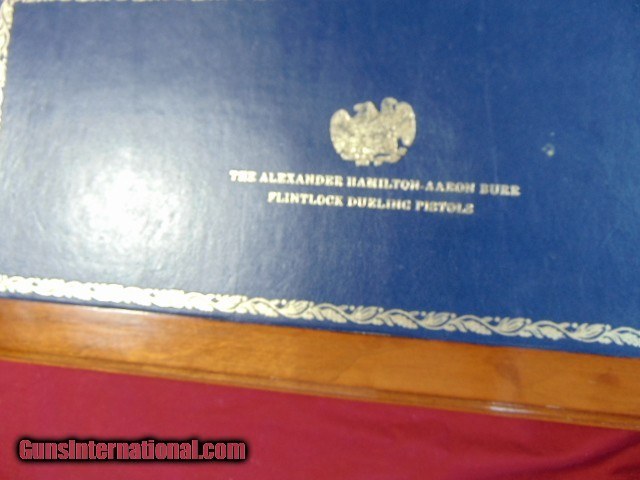 THE ALEXANDER HAMILTON-AARON BURR
FLINTLOCK DUELING PISTOLS
GunsInternational.com